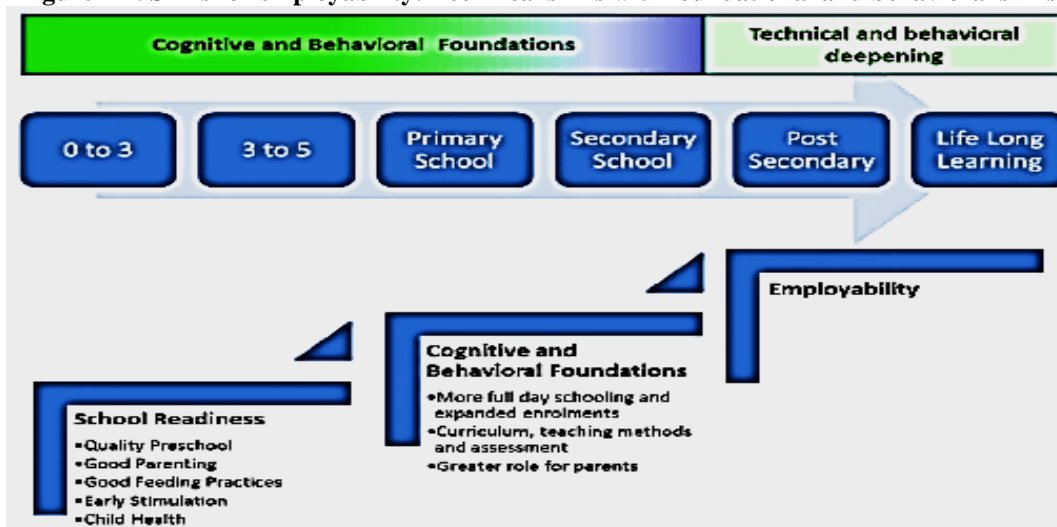 Cognitive and Behavioral Foundations
Technical and behavioral
deepening
0 to 3
3 to 5
Primary
School
Secondary
School
Post
Secondary
Life Long
Learning
Employability
Cognitive and
Behavioral Foundations
•More full day schooling and
expanded enrolments
•Curriculum, teaching methods
and assessment
•Greater role for parents
School Readiness
•Quality Preschool
•Good Parenting
•Good Feeding Practices
•Early Stimulation
•Child Health